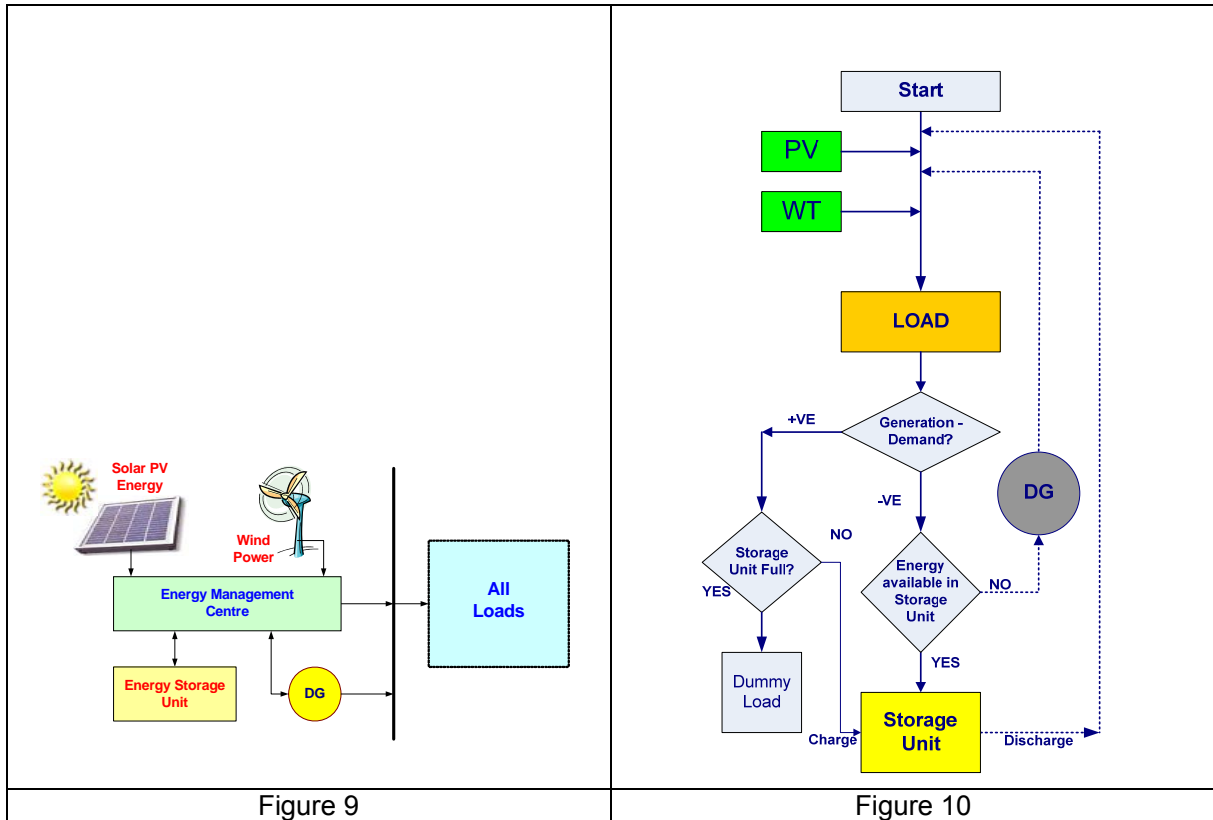 Solar PV
Energy
Wind
Power
Energy Management
Centre
All
Loads
Energy Storage
Unit
DG
Figure 9
Start
PV
WT
LOAD
+VE
Generation -
Demand?
-VE
DG
Storage
Unit Full?
NO
YES
Energy
available in
Storage
Unit
NO
YES
Dummy
Load
Charge
Storage
Unit
Discharge
Figure 10